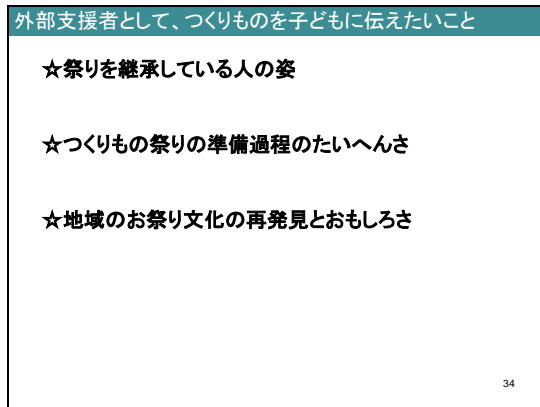 外部支援者として、つくりものを子どもに伝えたいこと
☆祭りを継承している人の姿
☆つくりもの祭りの準備過程のたいへんさ
☆地域のお祭り文化の再発見とおもしろさ
34